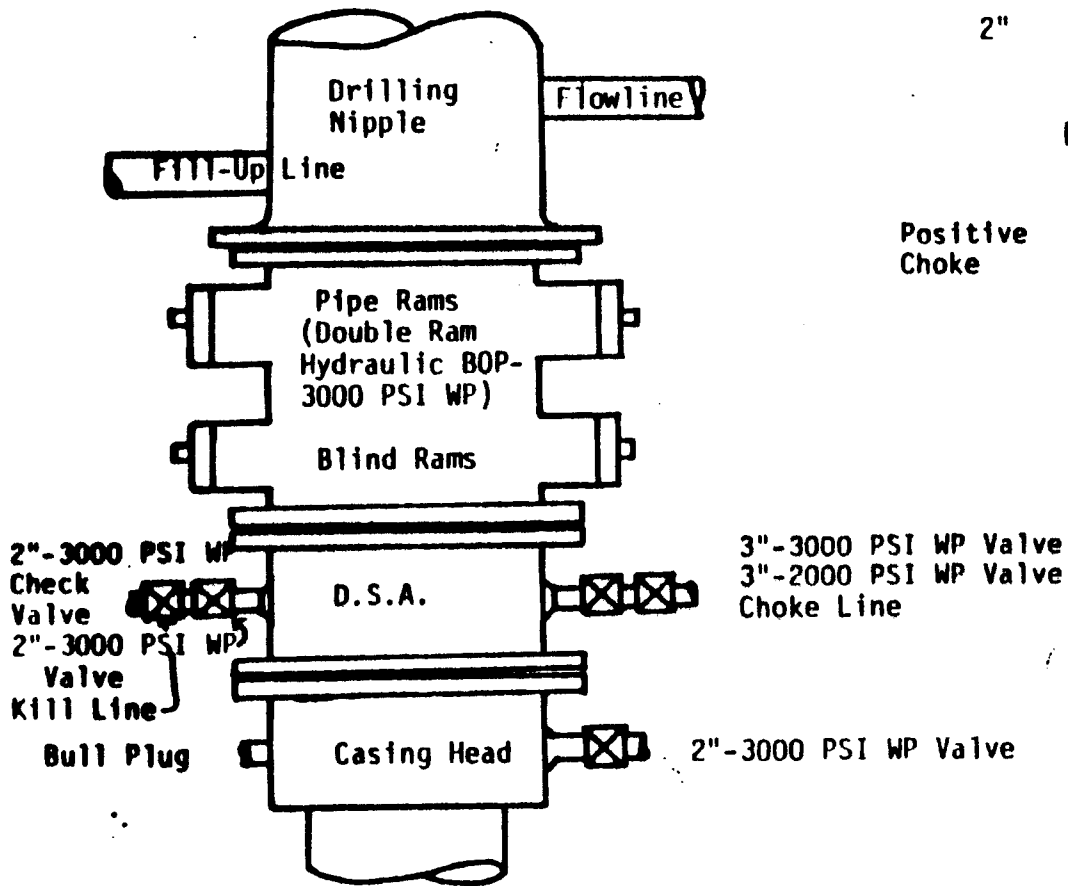 2"
Drilling
Nipple
Flowline
Fill-Up Line
Positive
Choke
Pipe Rams
(Double Ram
Hydraulic BOP-
3000 PSI WP)
Blind Rams
2"-3000 PSI WP
Check
Valve
2"-3000 PSI WP
Valve
Kill Line
D.S.A.
3"-3000 PSI WP Valve
3"-2000 PSI WP Valve
Choke Line
Bull Plug
Casing Head
2"-3000 PSI WP Valve